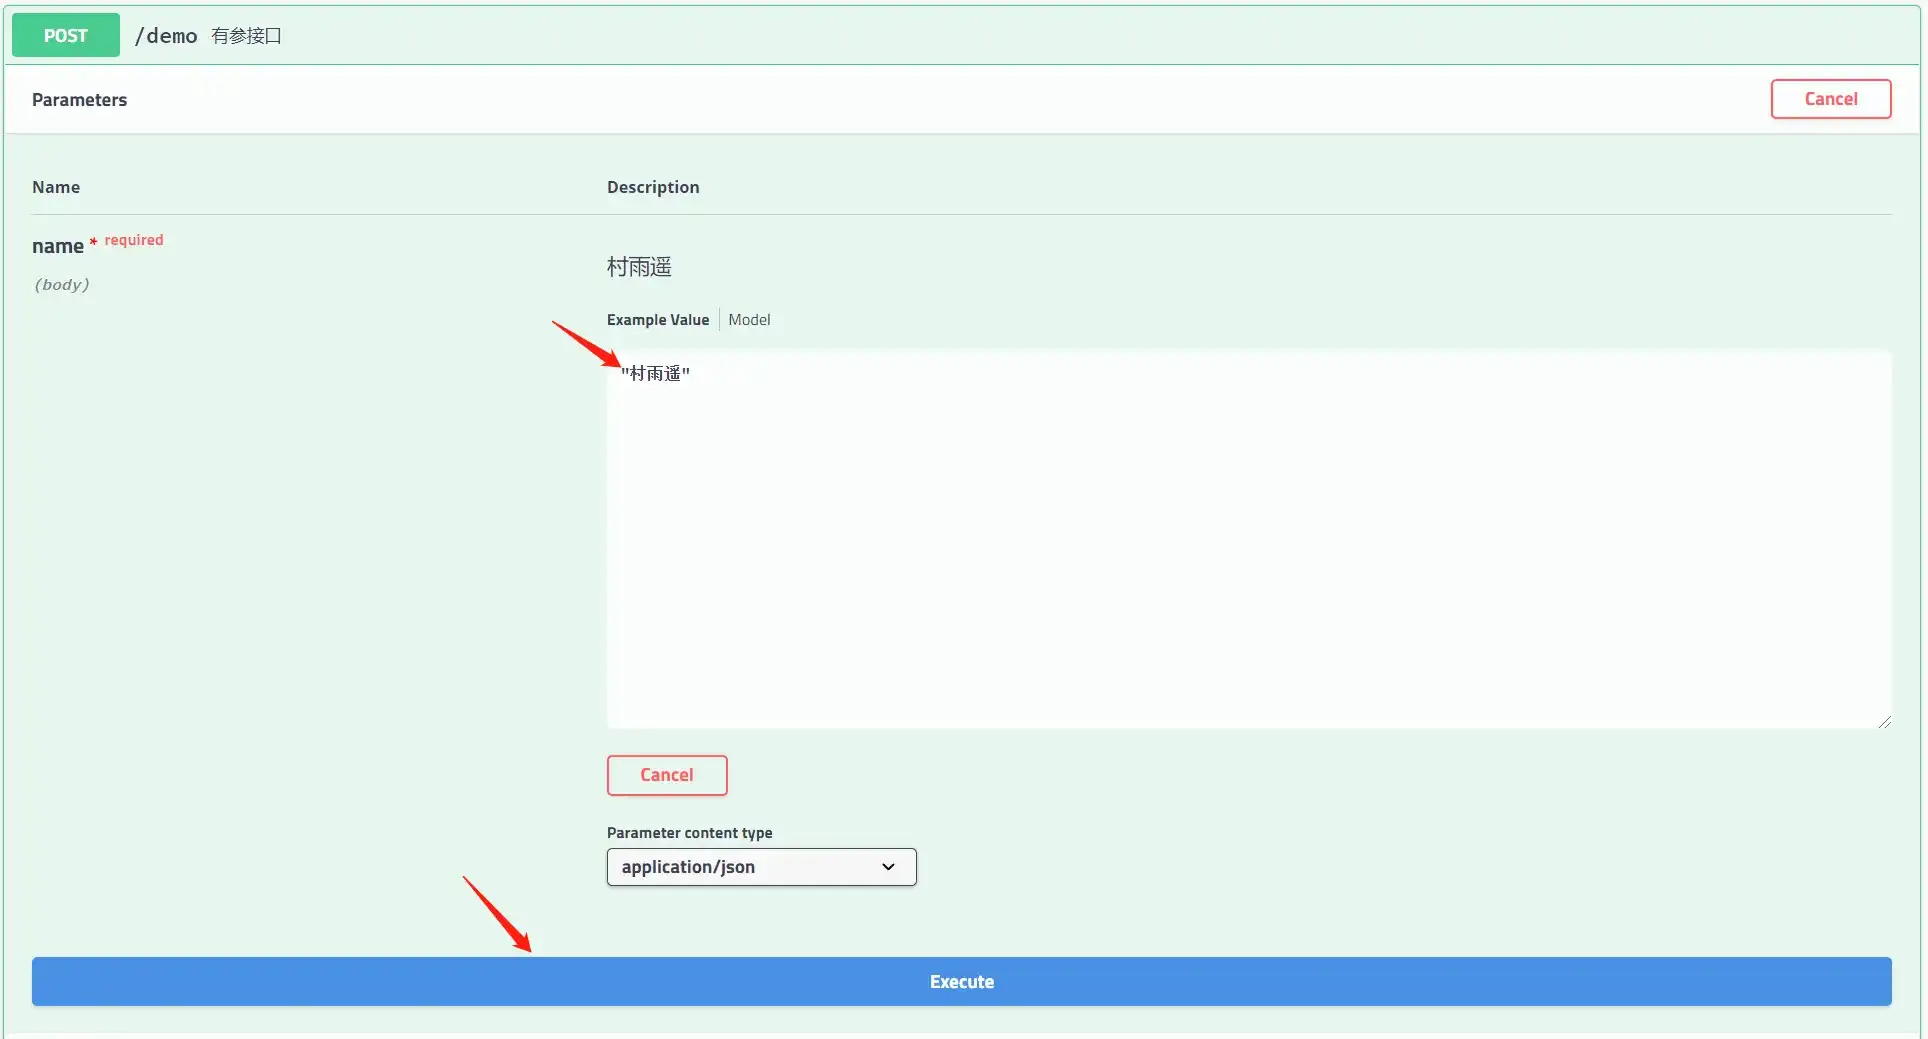 POST /demo 有参接口
Parameters Cancel
Name Description
name * required
(body)
村雨遥
Example Value Model
"村雨遥"
Cancel
Parameter content type
application/json
Execute